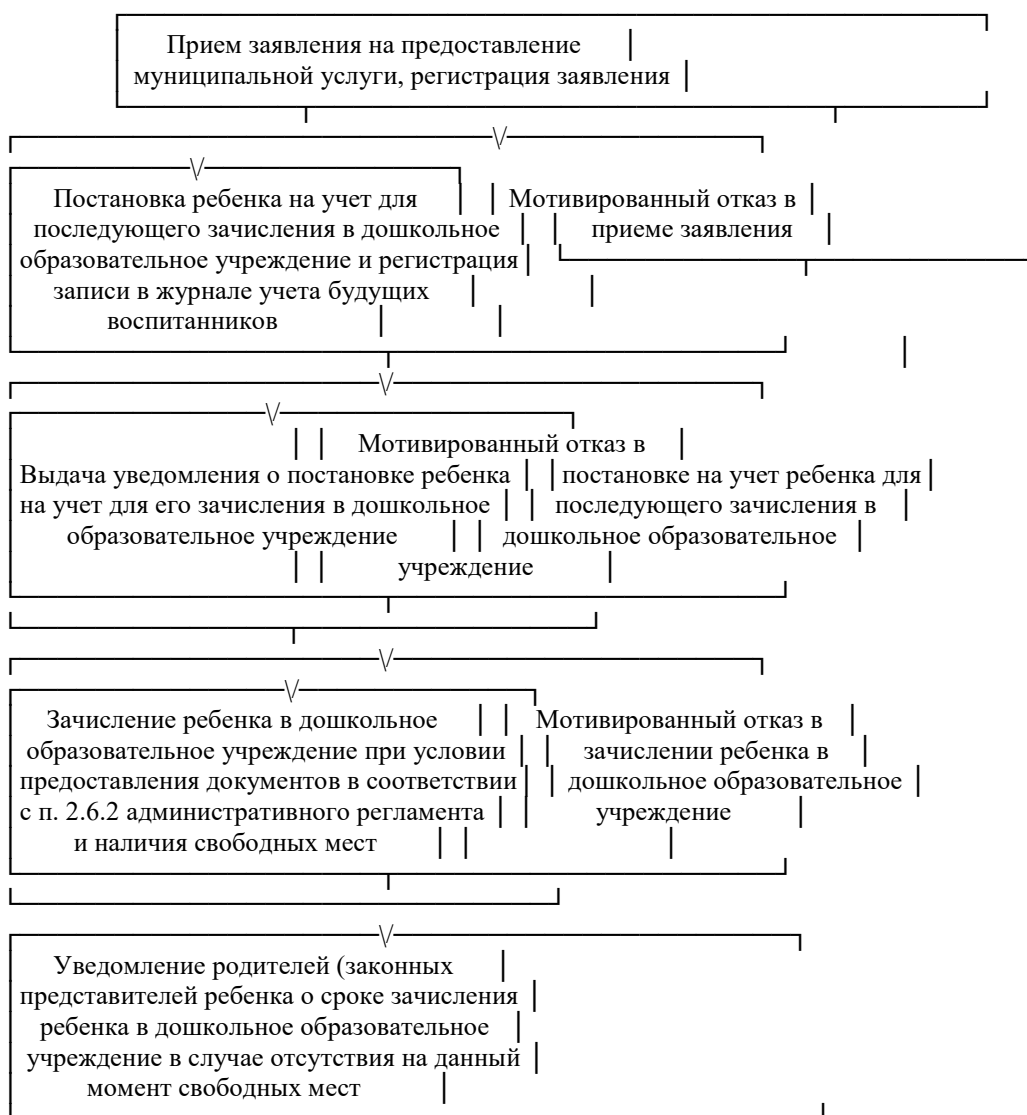 Прием заявления на предоставление
муниципальной услуги, регистрация заявления
Постановка ребенка на учет для Мотивированный отказ в
последующего зачисления в дошкольное приеме заявления
образовательное учреждение и регистрация
записи в журнале учета будущих
воспитанников
Мотивированный отказ в
Выдача уведомления о постановке ребенка постановке на учет ребенка для
на учет для его зачисления в дошкольное последующего зачисления в
образовательное учреждение дошкольное образовательное
учреждение
Зачисление ребенка в дошкольное Мотивированный отказ в
образовательное учреждение при условии зачислении ребенка в
предоставления документов в соответствии дошкольное образовательное
с п. 2.6.2 административного регламента учреждение
и наличия свободных мест
Уведомление родителей (законных
представителей ребенка о сроке зачисления
ребенка в дошкольное образовательное
учреждение в случае отсутствия на данный
момент свободных мест